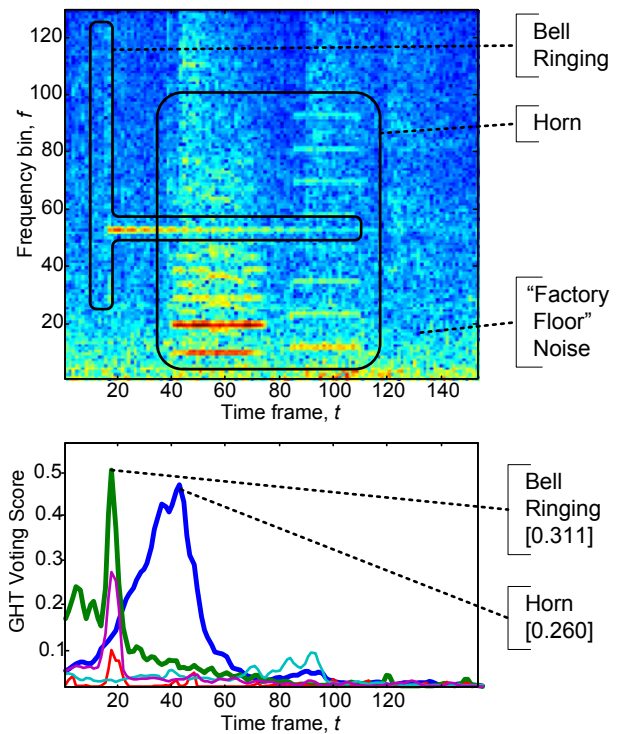 120
100
80
60
40
20
Frequency bin, f
20 40 60 80 100 120 140
Time frame, t
Bell
Ringing
Horn
“Factory
Floor”
Noise
0.5
0.4
0.3
0.2
0.1
GHT Voting Score
20 40 60 80 100 120 140
Time frame, t
Bell
Ringing
[0.311]
Horn
[0.260]